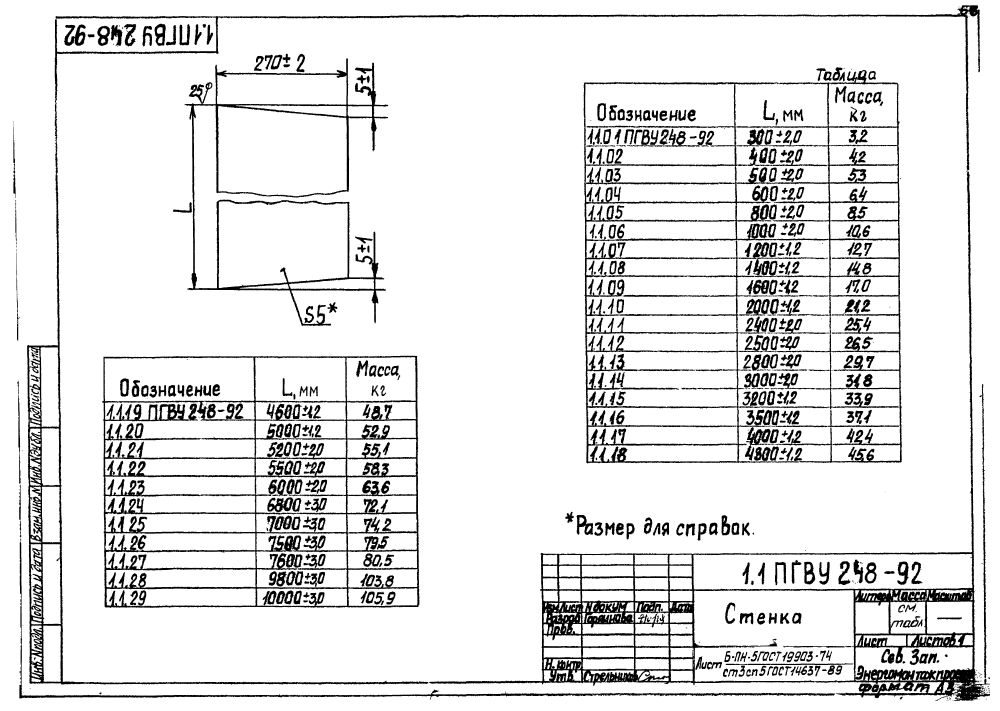 1.1 ПГВУ 248-92
270±2
5±1
25
L
5±1
S5*
Таблица
Обозначение L, мм Масса, кг
1.1.01 ПГВУ 248-92 300±2,0 3,2
1.1.02 400±2,0 4,2
1.1.03 500±2,0 5,3
1.1.04 600±2,0 6,4
1.1.05 800±2,0 8,5
1.1.06 1000±2,0 10,6
1.1.07 1200±1,2 12,7
1.1.08 1400±1,2 14,8
1.1.09 1600±1,2 17,0
1.1.10 2000±1,2 21,2
1.1.11 2400±2,0 25,4
1.1.12 2500±2,0 26,5
1.1.13 2800±2,0 29,7
1.1.14 3000±2,0 31,8
1.1.15 3200±1,2 33,9
1.1.16 3500±1,2 37,1
1.1.17 4000±1,2 42,4
1.1.18 4300±1,2 45,6
Обозначение L, мм Масса, кг
1.1.19 ПГВУ 248-92 4600±1,2 48,7
1.1.20 5000±1,2 52,9
1.1.21 5200±2,0 55,1
1.1.22 5500±2,0 58,3
1.1.23 6000±2,0 63,6
1.1.24 6800±3,0 72,1
1.1.25 7000±3,0 74,2
1.1.26 7500±3,0 79,5
1.1.27 7600±3,0 80,5
1.1.28 9800±3,0 103,8
1.1.29 10000±3,0 105,9
*Размер для справок.
1.1 ПГВУ 248-92
Изм Лист N докум Подп. Дата
Разраб
Пров.
Н. контр
Утв. Стрельников
Стенка
Литера Масса Масштаб
см. табл —
Лист Листов 1
Лист Б-ПН-5 ГОСТ 19903-74
ст3сп5 ГОСТ 14637-89
Сев. Зап.
Энергомонтажпроект
формат А3
Инв. N подл. Подпись и дата Взам. инв. N Инв. N дубл. Подпись и дата